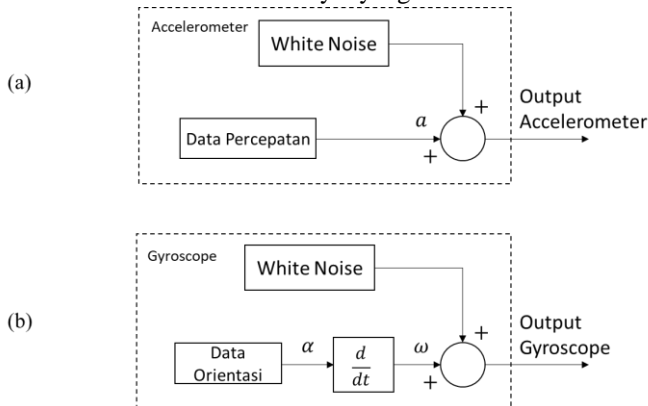 Accelerometer
White Noise
(a)
Data Percepatan
a
+
+
Output
Accelerometer
Gyroscope
White Noise
(b)
Data
Orientasi
α
d
dt
ω
+
+
Output
Gyroscope